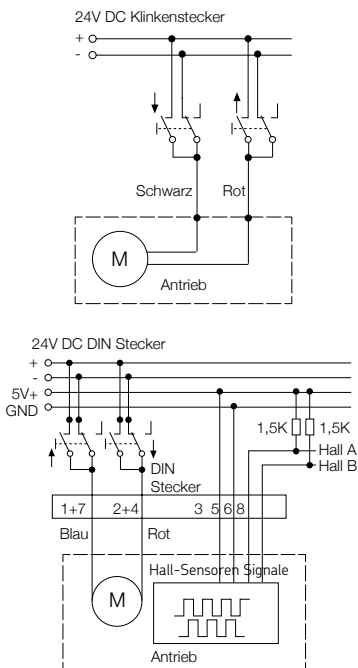 24V DC Klinkenstecker
+
-
Schwarz Rot
M
Antrieb
24V DC DIN Stecker
+
-
5V+
GND
1,5K 1,5K
Hall A
Hall B
DIN
Stecker
1+7 2+4 3 5 6 8
Blau Rot
Hall-Sensoren Signale
M
Antrieb